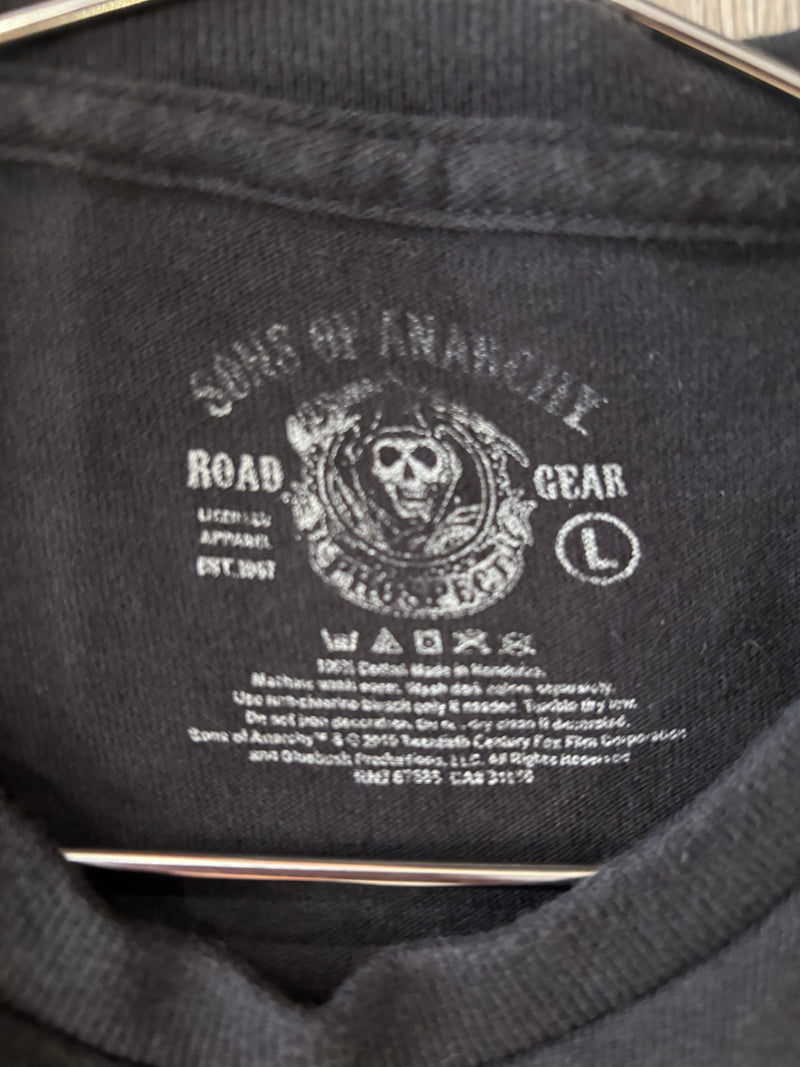 SONS OF ANARCHY
ROAD GEAR
LICENSED
APPAREL
EST. 1967
L
PROSPECT
100% Cotton. Made in Honduras.
Machine wash warm. Wash dark colors separately.
Use non-chlorine bleach only if needed. Tumble dry low.
Do not iron decoration. Do not dry clean if decorated.
Sons of Anarchy™ & © 2015 Twentieth Century Fox Film Corporation
and Productions, LLC. All Rights Reserved
RN# CA#